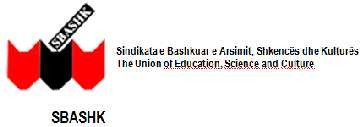 SBASHK
Sindikata e Bashkuar e Arsimit, Shkencës dhe Kulturës
The Union of Education, Science and Culture
SBASHK